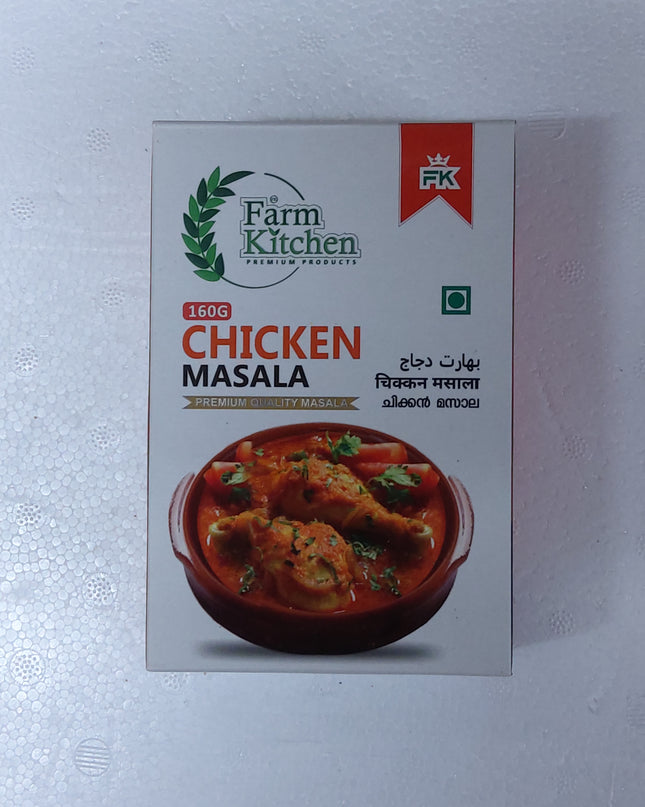 FK
Farm
Kitchen
PREMIUM PRODUCTS
160G
CHICKEN
MASALA
PREMIUM QUALITY MASALA
بهارت دجاج
चिक्कन मसाला
ചിക്കൻ മസാല